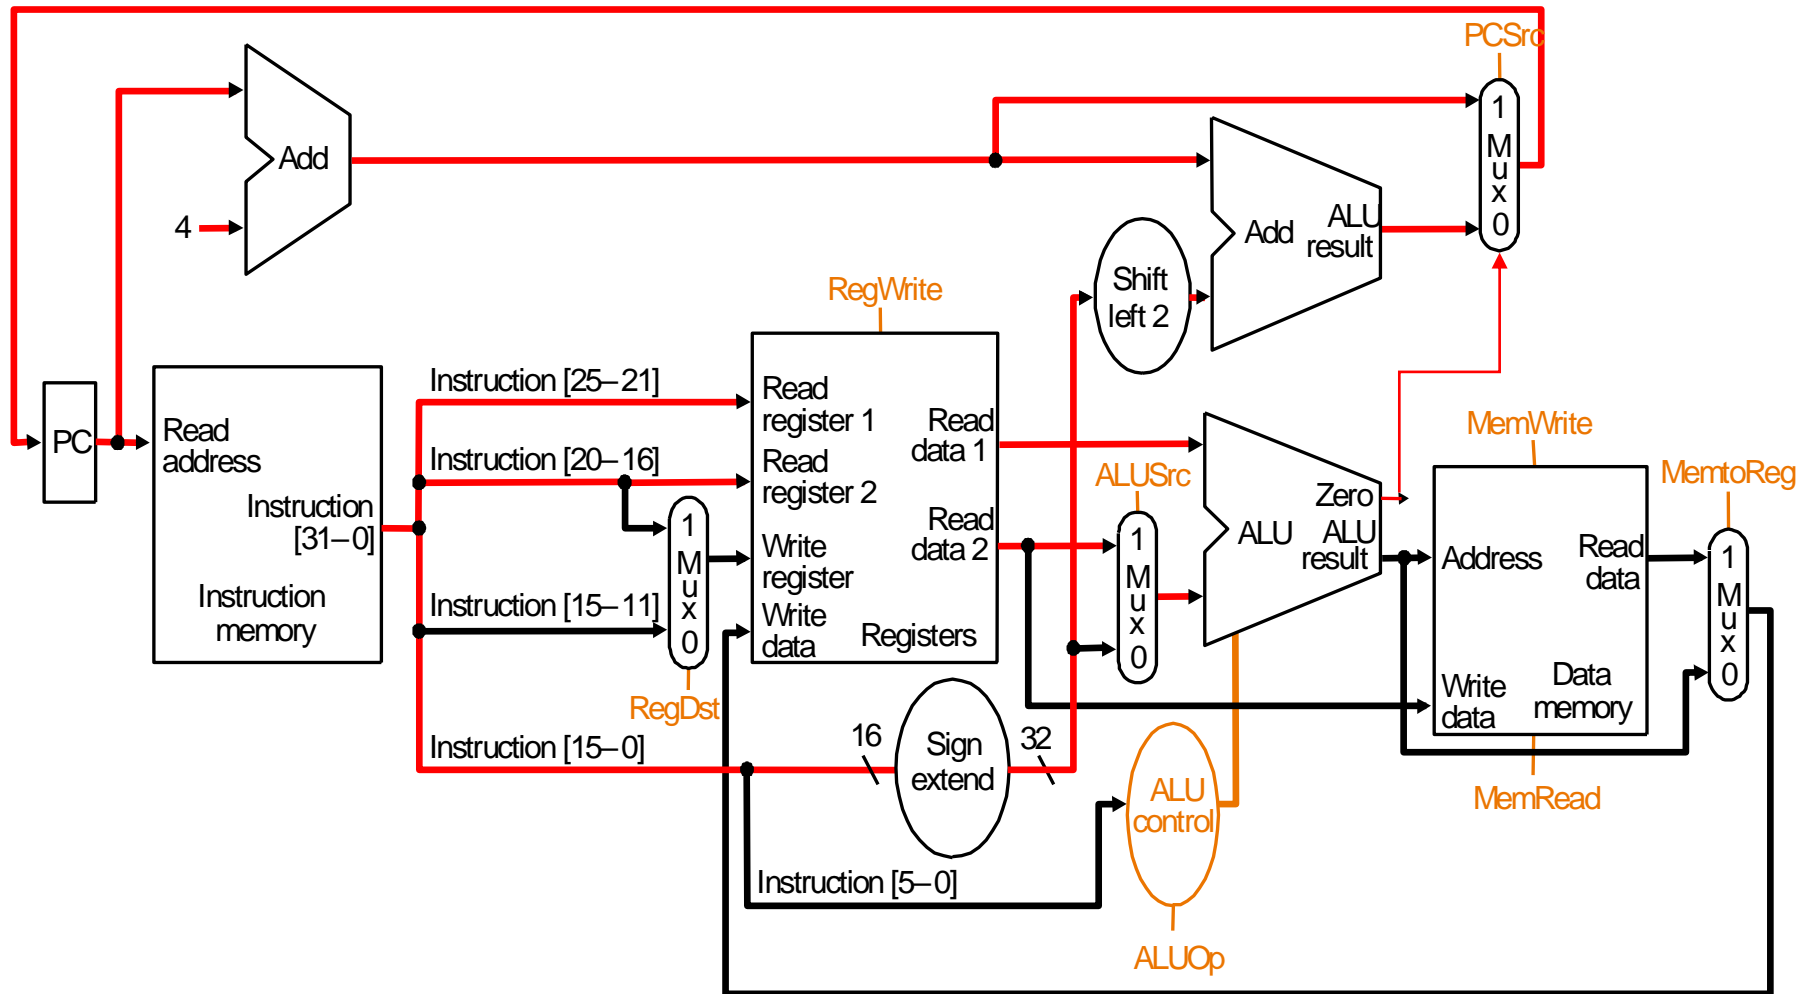 PCSrc
1
M
u
x
0
Add
4
Add
ALU
result
Shift
left 2
RegWrite
PC
Read
address
Instruction
[31–0]
Instruction
memory
Instruction [25–21]
Instruction [20–16]
Instruction [15–11]
Instruction [15–0]
Instruction [5–0]
1
M
u
x
0
RegDst
Read
register 1
Read
register 2
Write
register
Write
data
Read
data 1
Read
data 2
Registers
16
Sign
extend
32
ALUSrc
1
M
u
x
0
Zero
ALU
ALU
result
ALU
control
ALUOp
MemWrite
Address
Read
data
Write
data
Data
memory
MemRead
MemtoReg
1
M
u
x
0